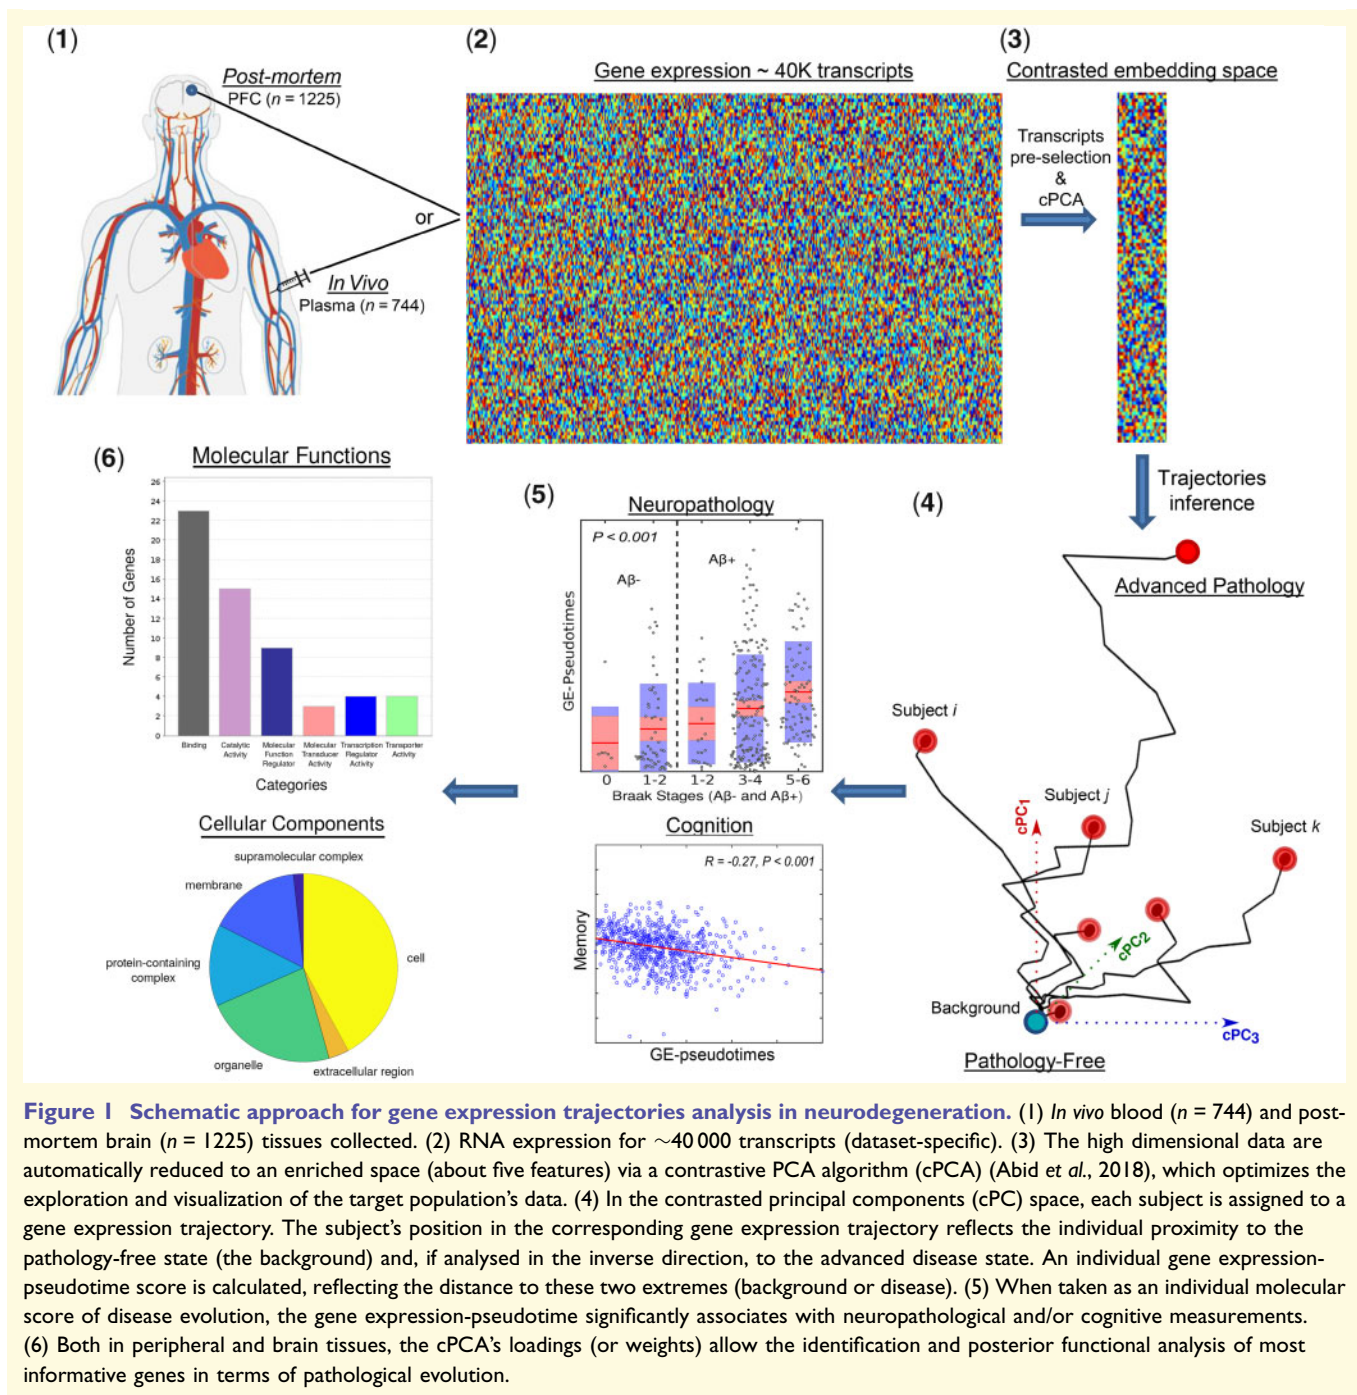 (1)
Post-mortem
PFC (n = 1225)
or
In Vivo
Plasma (n = 744)
(2)
Gene expression ~ 40K transcripts
Transcripts
pre-selection
&
cPCA
(3)
Contrasted embedding space
Trajectories
inference
(4)
Advanced Pathology
Subject i
Subject j
Subject k
cPC1
cPC2
cPC3
Background
Pathology-Free
(5)
Neuropathology
P < 0.001
Aβ-
Aβ+
GE-Pseudotimes
0 1-2 1-2 3-4 5-6
Braak Stages (Aβ- and Aβ+)
Cognition
R = -0.27, P < 0.001
Memory
GE-pseudotimes
(6)
Molecular Functions
Number of Genes
26
24
22
20
18
16
14
12
10
8
6
4
2
0
Binding
Catalytic
Activity
Molecular
Function
Regulator
Molecular
Transducer
Activity
Transcription
Regulator
Activity
Transporter
Activity
Categories
Cellular Components
supramolecular complex
membrane
protein-containing
complex
organelle
extracellular region
cell
Figure 1 Schematic approach for gene expression trajectories analysis in neurodegeneration. (1) In vivo blood (n = 744) and post-
mortem brain (n = 1225) tissues collected. (2) RNA expression for ~40 000 transcripts (dataset-specific). (3) The high dimensional data are
automatically reduced to an enriched space (about five features) via a contrastive PCA algorithm (cPCA) (Abid et al., 2018), which optimizes the
exploration and visualization of the target population's data. (4) In the contrasted principal components (cPC) space, each subject is assigned to a
gene expression trajectory. The subject's position in the corresponding gene expression trajectory reflects the individual proximity to the
pathology-free state (the background) and, if analysed in the inverse direction, to the advanced disease state. An individual gene expression-
pseudotime score is calculated, reflecting the distance to these two extremes (background or disease). (5) When taken as an individual molecular
score of disease evolution, the gene expression-pseudotime significantly associates with neuropathological and/or cognitive measurements.
(6) Both in peripheral and brain tissues, the cPCA's loadings (or weights) allow the identification and posterior functional analysis of most
informative genes in terms of pathological evolution.